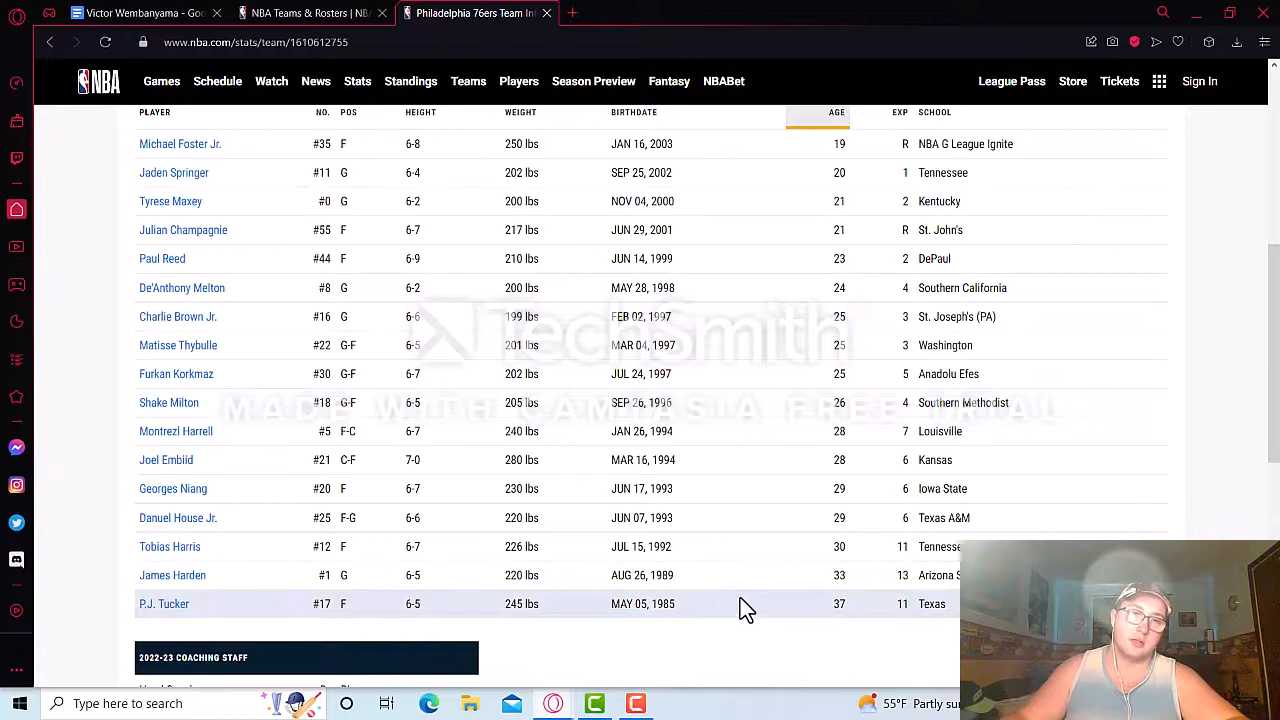 Victor Wembanyama - Goo
NBA Teams & Rosters | NB
Philadelphia 76ers Team In
www.nba.com/stats/team/1610612755
NBA Games Schedule Watch News Stats Standings Teams Players Season Preview Fantasy NBABet League Pass Store Tickets Sign In
PLAYER NO. POS HEIGHT WEIGHT BIRTHDATE AGE EXP SCHOOL
Michael Foster Jr. #35 F 6-8 250 lbs JAN 16, 2003 19 R NBA G League Ignite
Jaden Springer #11 G 6-4 202 lbs SEP 25, 2002 20 1 Tennessee
Tyrese Maxey #0 G 6-2 200 lbs NOV 04, 2000 21 2 Kentucky
Julian Champagnie #55 F 6-7 217 lbs JUN 29, 2001 21 R St. John's
Paul Reed #44 F 6-9 210 lbs JUN 14, 1999 23 2 DePaul
De'Anthony Melton #8 G 6-2 200 lbs MAY 28, 1998 24 4 Southern California
Charlie Brown Jr. #16 G 6-6 199 lbs FEB 02, 1997 25 3 St. Joseph's (PA)
Matisse Thybulle #22 G-F 6-5 201 lbs MAR 04, 1997 25 3 Washington
Furkan Korkmaz #30 G-F 6-7 202 lbs JUL 24, 1997 25 5 Anadolu Efes
Shake Milton #18 G-F 6-5 205 lbs SEP 26, 1996 26 4 Southern Methodist
Montrezl Harrell #5 F-C 6-7 240 lbs JAN 26, 1994 28 7 Louisville
Joel Embiid #21 C-F 7-0 280 lbs MAR 16, 1994 28 6 Kansas
Georges Niang #20 F 6-7 230 lbs JUN 17, 1993 29 6 Iowa State
Danuel House Jr. #25 F-G 6-6 220 lbs JUN 07, 1993 29 6 Texas A&M
Tobias Harris #12 F 6-7 226 lbs JUL 15, 1992 30 11 Tennesse
James Harden #1 G 6-5 220 lbs AUG 26, 1989 33 13 Arizona S
P.J. Tucker #17 F 6-5 245 lbs MAY 05, 1985 37 11 Texas
TechSmith
MADE WITH CAMTASIA FREE TRIAL
2022-23 COACHING STAFF
Type here to search
55°F Partly su